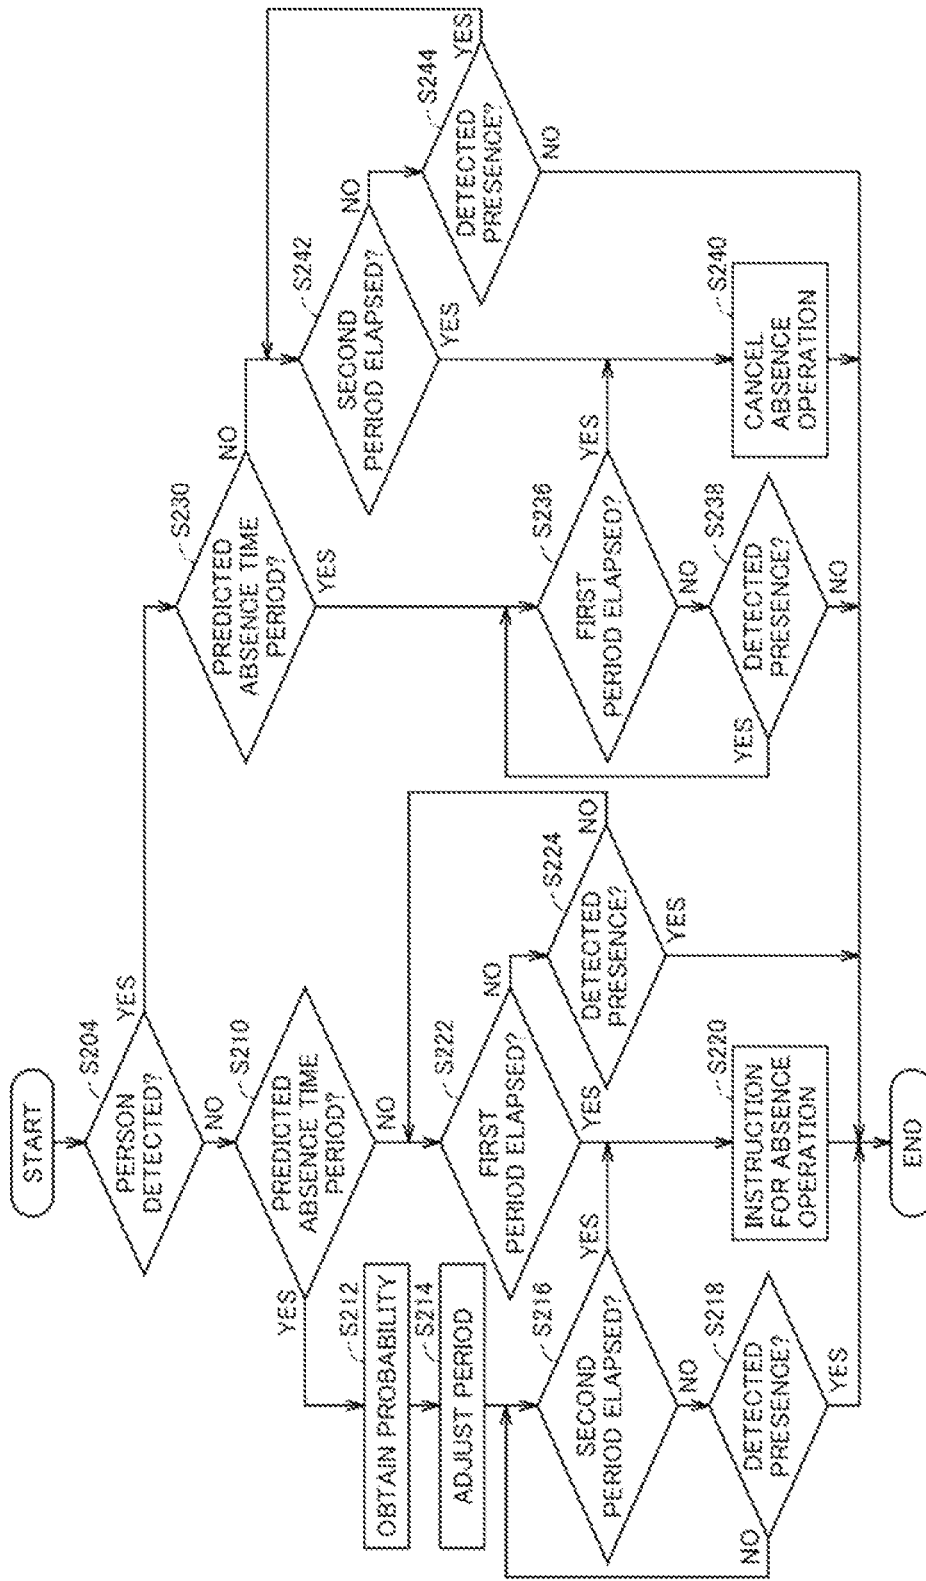 START
S204
PERSON
DETECTED?
YES
NO
S210
PREDICTED
ABSENCE TIME
PERIOD?
YES
NO
S212
OBTAIN PROBABILITY
S214
ADJUST PERIOD
S216
SECOND
PERIOD ELAPSED?
YES
NO
S218
DETECTED
PRESENCE?
NO
YES
S222
FIRST
PERIOD ELAPSED?
NO
YES
S224
DETECTED
PRESENCE?
NO
YES
S220
INSTRUCTION
FOR ABSENCE
OPERATION
S230
PREDICTED
ABSENCE TIME
PERIOD?
NO
YES
S236
FIRST
PERIOD ELAPSED?
YES
NO
S238
DETECTED
PRESENCE?
YES
NO
S242
SECOND
PERIOD ELAPSED?
NO
YES
S244
DETECTED
PRESENCE?
YES
NO
S240
CANCEL
ABSENCE
OPERATION
END